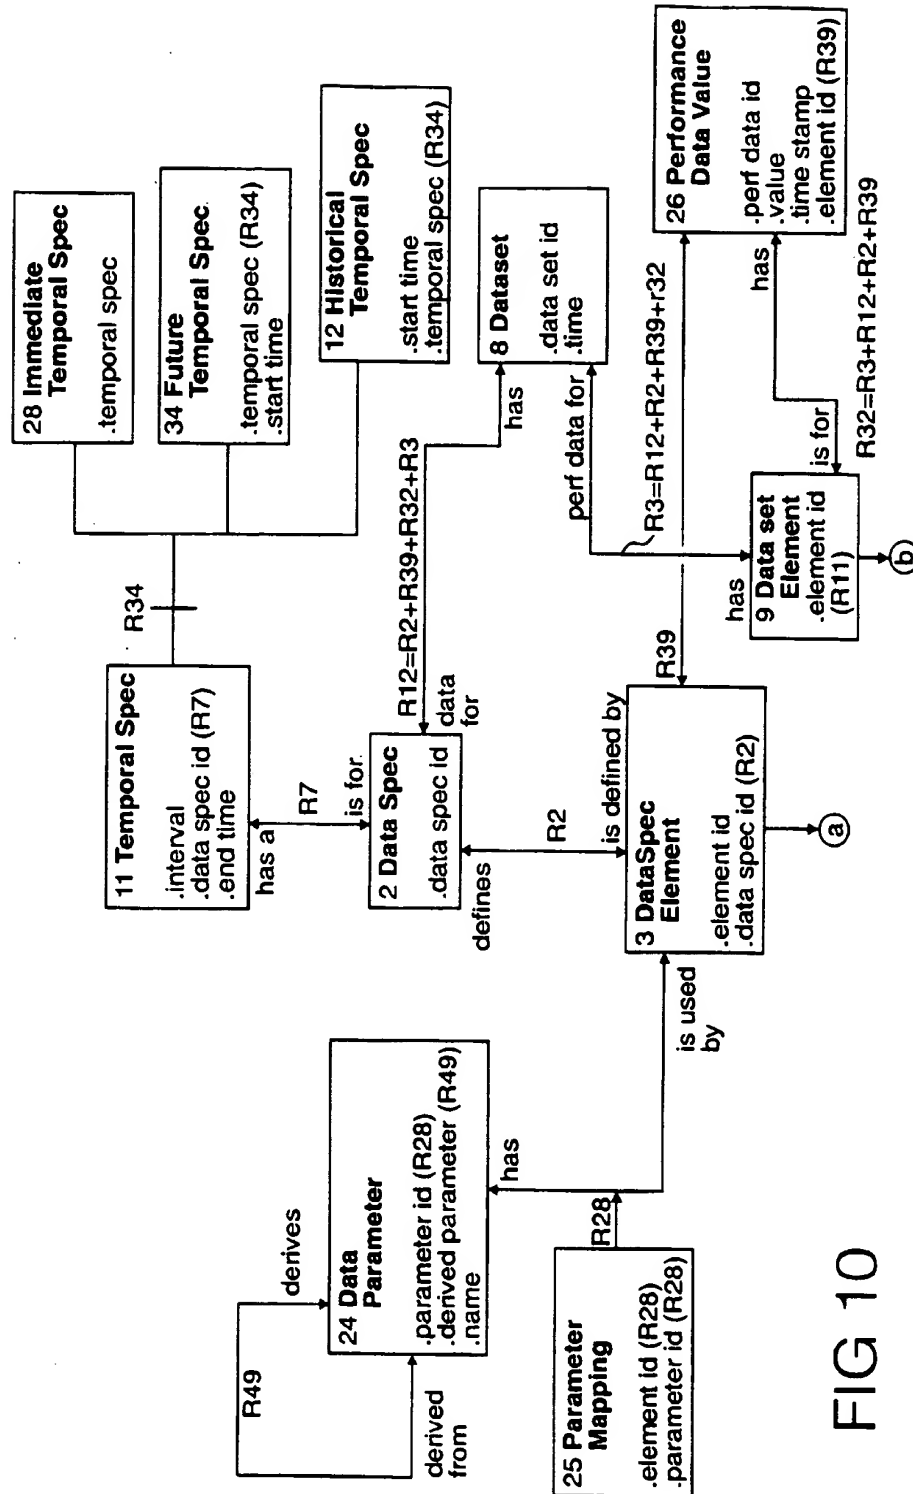 28 Immediate
Temporal Spec
.temporal spec
34 Future
Temporal Spec
.temporal spec (R34)
.start time
12 Historical
Temporal Spec
.start time
.temporal spec (R34)
R34
11 Temporal Spec
.interval
.data spec id (R7)
.end time
has a
R7
is for
2 Data Spec
.data spec id
R12=R2+R39+R32+R3
data
for
has
8 Dataset
.data set id
.time
perf data for
R3=R12+R2+R39+r32
has
9 Data set
Element
.element id
(R11)
b
is for
R32=R3+R12+R2+R39
has
26 Performance
Data Value
.perf data id
.value
.time stamp
.element id (R39)
R39
defines
R2
is defined by
3 DataSpec
Element
.element id
.data spec id (R2)
a
is used
by
R49
derives
derived
from
24 Data
Parameter
.parameter id (R28)
.derived parameter (R49)
.name
has
R28
25 Parameter
Mapping
.element id (R28)
.parameter id (R28)
FIG 10